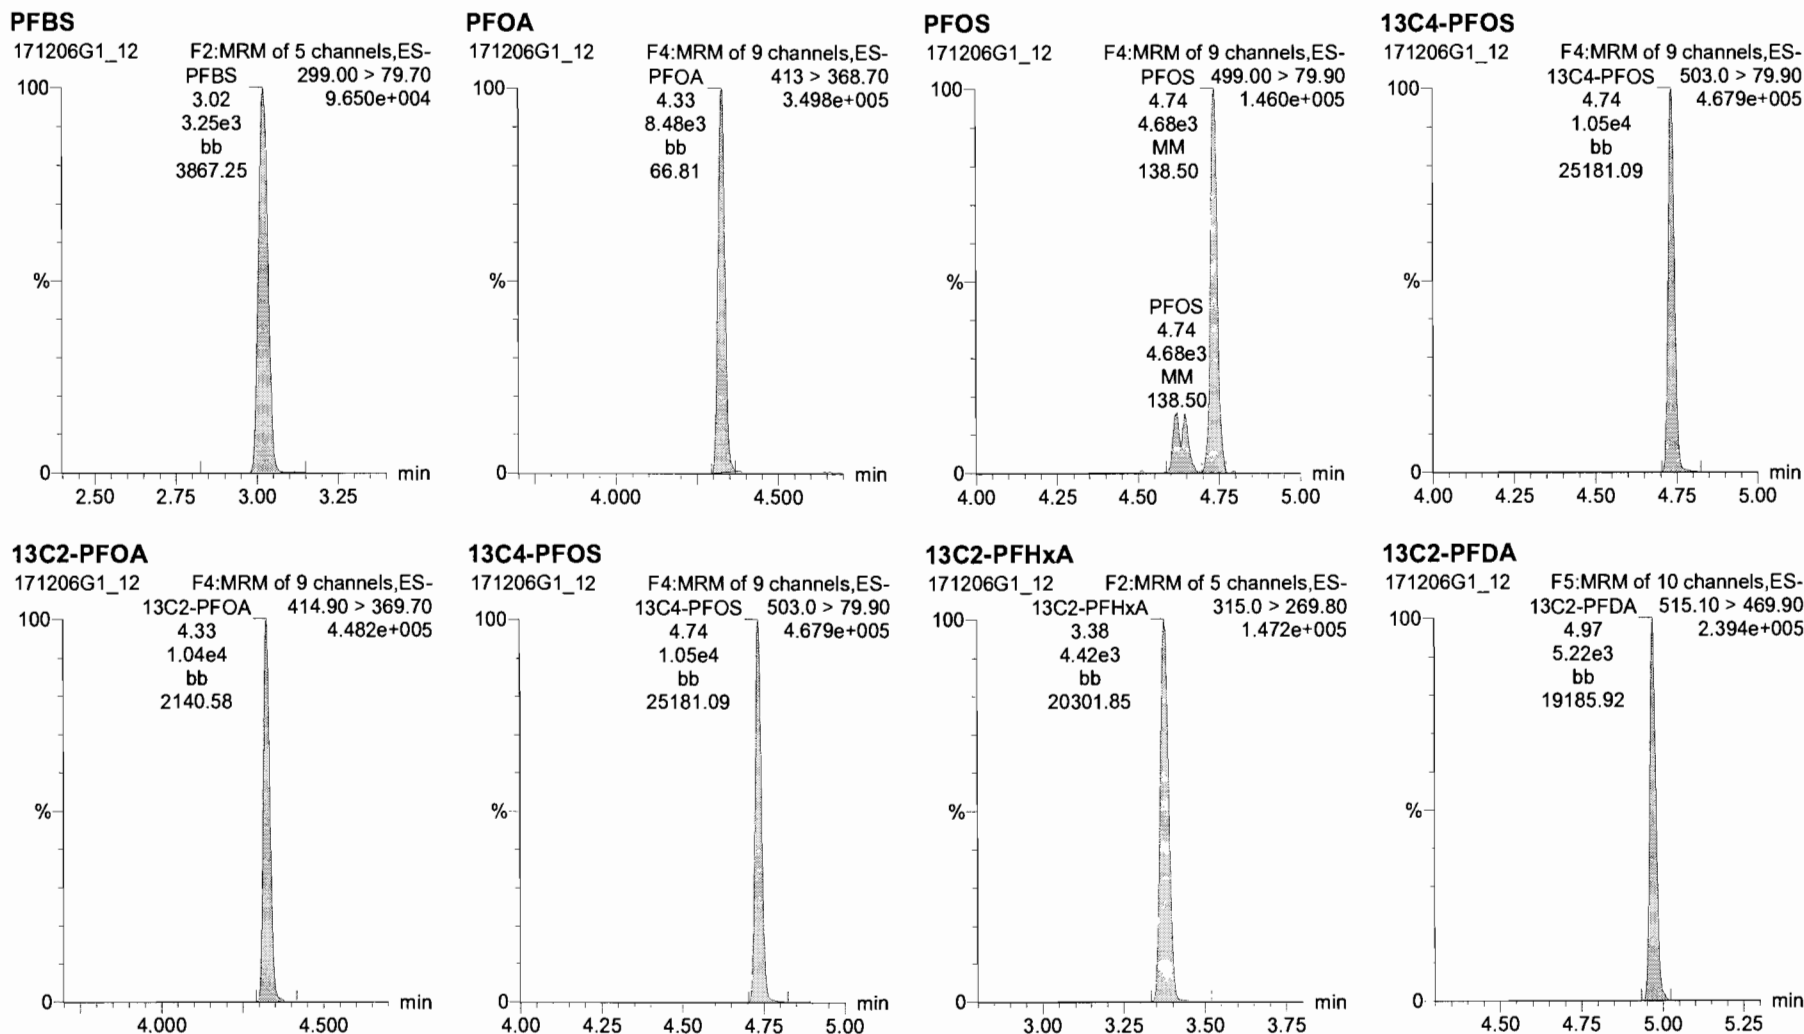 PFBS
171206G1_12 F2:MRM of 5 channels,ES-
PFBS 299.00 > 79.70
3.02 9.650e+004
3.25e3
bb
3867.25
100
%
0
min
2.50 2.75 3.00 3.25
PFOA
171206G1_12 F4:MRM of 9 channels,ES-
PFOA 413 > 368.70
4.33 3.498e+005
8.48e3
bb
66.81
100
%
0
min
4.000 4.500
PFOS
171206G1_12 F4:MRM of 9 channels,ES-
PFOS 499.00 > 79.90
4.74 1.460e+005
4.68e3
MM
138.50
100
%
PFOS
4.74
4.68e3
MM
138.50
0
min
4.00 4.25 4.50 4.75 5.00
13C4-PFOS
171206G1_12 F4:MRM of 9 channels,ES-
13C4-PFOS 503.0 > 79.90
4.74 4.679e+005
1.05e4
bb
25181.09
100
%
0
min
4.00 4.25 4.50 4.75 5.00
13C2-PFOA
171206G1_12 F4:MRM of 9 channels,ES-
13C2-PFOA 414.90 > 369.70
4.33 4.482e+005
1.04e4
bb
2140.58
100
%
0
min
4.000 4.500
13C4-PFOS
171206G1_12 F4:MRM of 9 channels,ES-
13C4-PFOS 503.0 > 79.90
4.74 4.679e+005
1.05e4
bb
25181.09
100
%
0
min
4.00 4.25 4.50 4.75 5.00
13C2-PFHxA
171206G1_12 F2:MRM of 5 channels,ES-
13C2-PFHxA 315.0 > 269.80
3.38 1.472e+005
4.42e3
bb
20301.85
100
%
0
min
3.00 3.25 3.50 3.75
13C2-PFDA
171206G1_12 F5:MRM of 10 channels,ES-
13C2-PFDA 515.10 > 469.90
4.97 2.394e+005
5.22e3
bb
19185.92
100
%
0
min
4.50 4.75 5.00 5.25